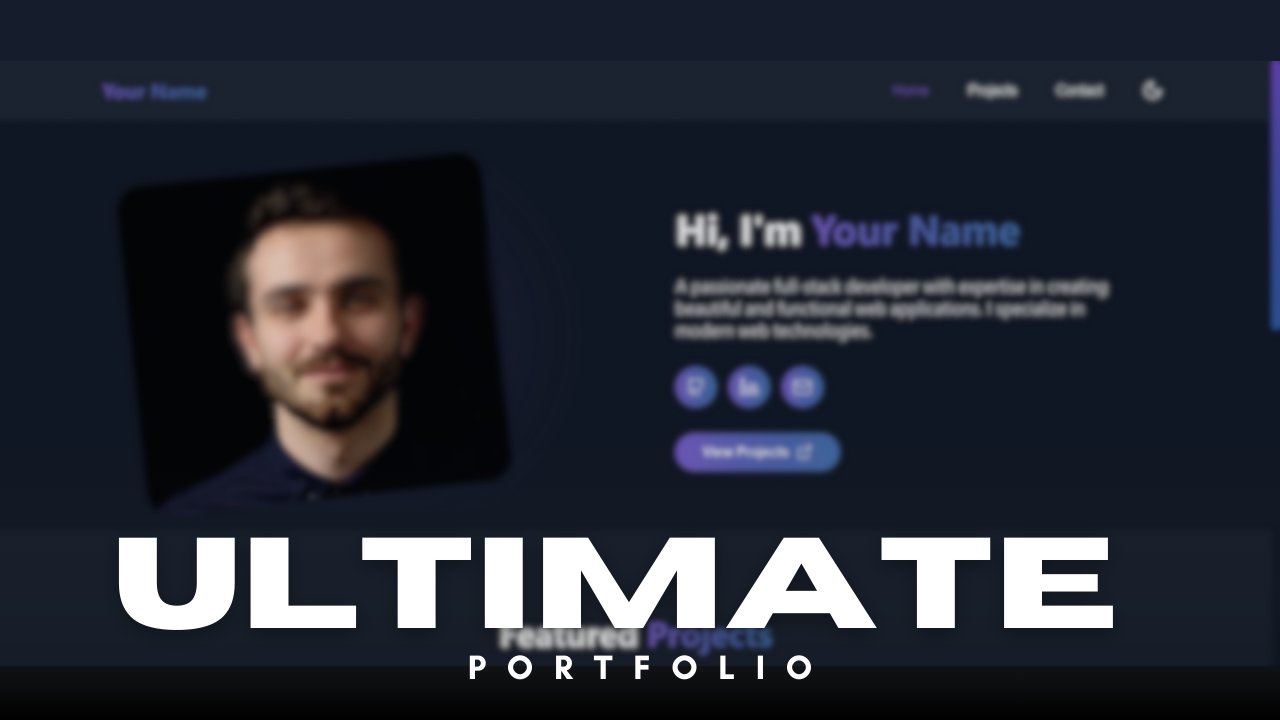 Your Name
Home Projects Contact
Hi, I'm Your Name
A passionate full-stack developer with expertise in creating
beautiful and functional web applications. I specialize in
modern web technologies.
View Projects
ULTIMATE
Featured Projects
PORTFOLIO